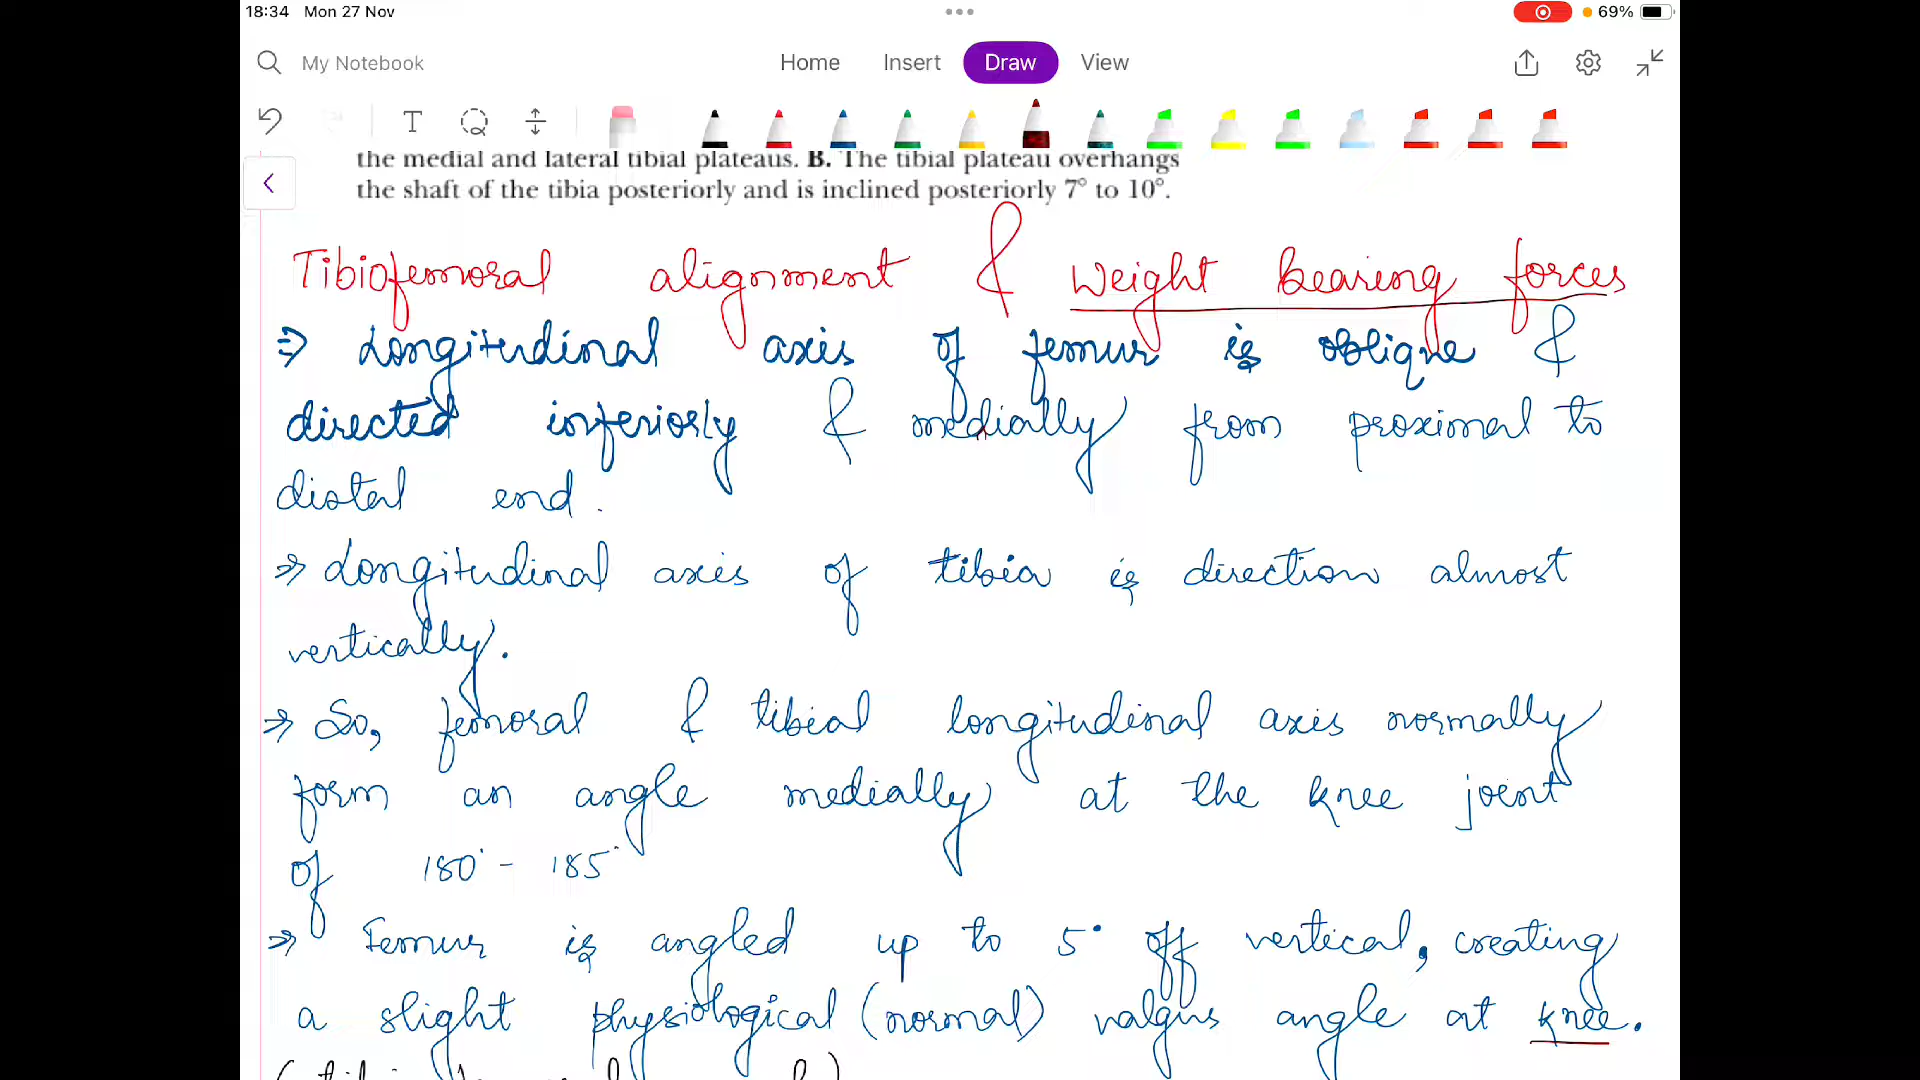 18:34 Mon 27 Nov
69%
My Notebook
Home Insert Draw View
T
the medial and lateral tibial plateaus. B. The tibial plateau overhangs
the shaft of the tibia posteriorly and is inclined posteriorly 7° to 10°.
Tibiofemoral alignment & Weight bearing forces
⇒ Longitudinal axis of femur is oblique &
directed inferiorly & medially from proximal to
distal end.
⇒ Longitudinal axis of tibia is direction almost
vertically.
⇒ So, femoral & tibial longitudinal axis normally
form an angle medially at the knee joint
of 180° - 185°
⇒ Femur is angled up to 5° off vertical, creating
a slight physiological (normal) valgus angle at knee.